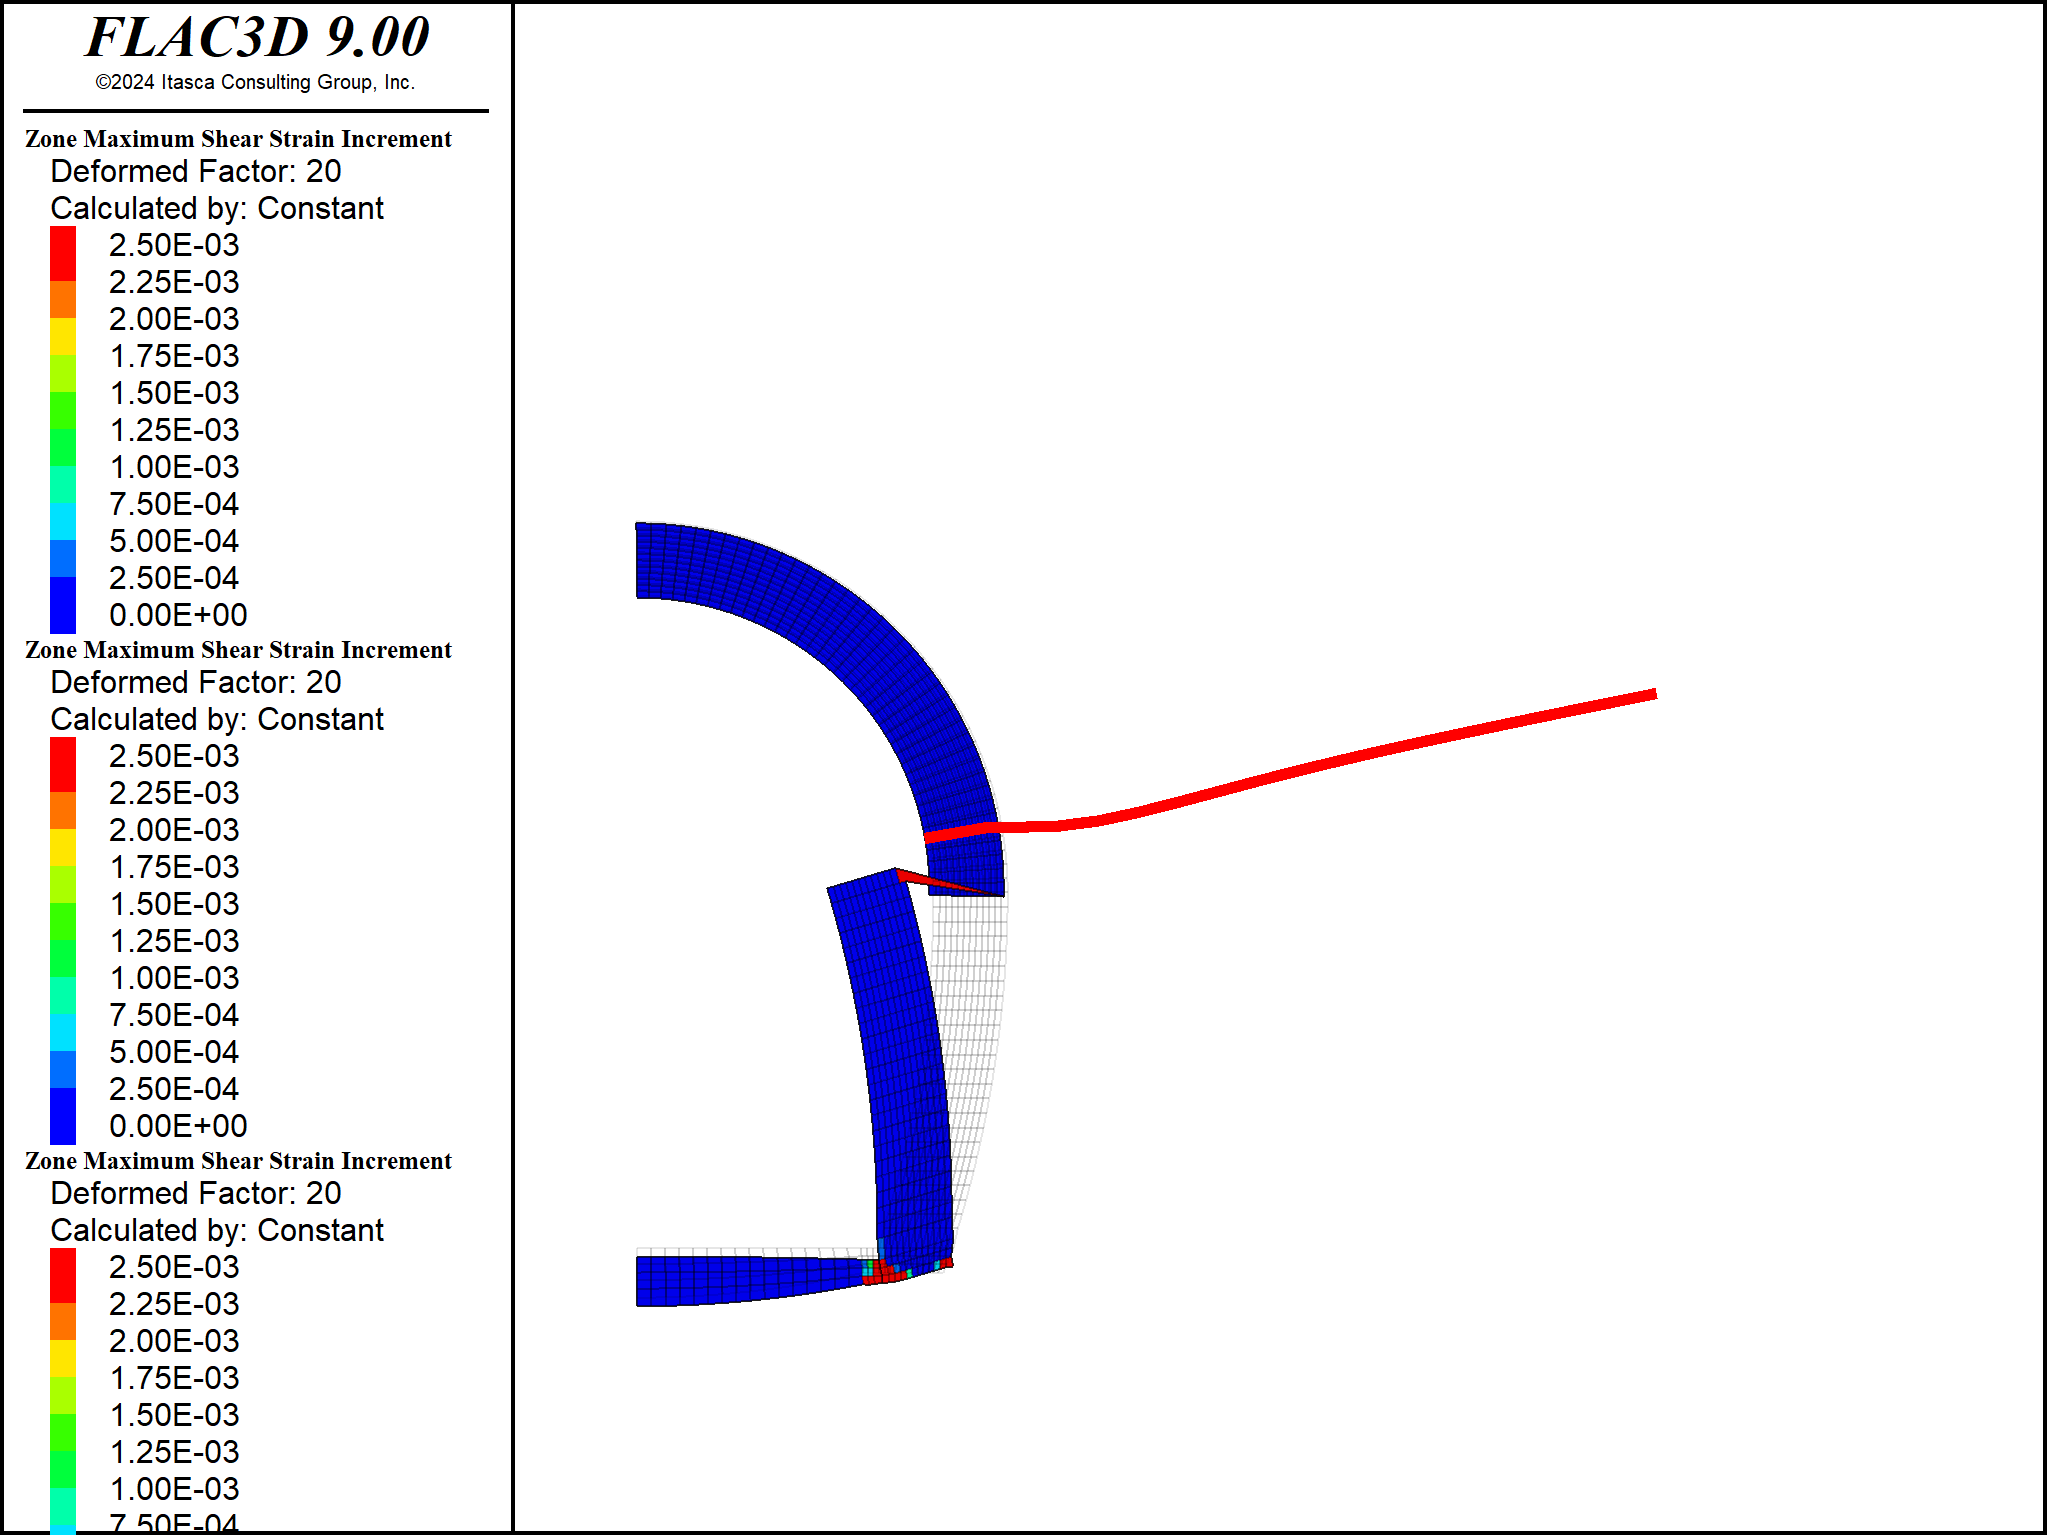 FLAC3D 9.00
©2024 Itasca Consulting Group, Inc.
Zone Maximum Shear Strain Increment
Deformed Factor: 20
Calculated by: Constant
2.50E-03
2.25E-03
2.00E-03
1.75E-03
1.50E-03
1.25E-03
1.00E-03
7.50E-04
5.00E-04
2.50E-04
0.00E+00
Zone Maximum Shear Strain Increment
Deformed Factor: 20
Calculated by: Constant
2.50E-03
2.25E-03
2.00E-03
1.75E-03
1.50E-03
1.25E-03
1.00E-03
7.50E-04
5.00E-04
2.50E-04
0.00E+00
Zone Maximum Shear Strain Increment
Deformed Factor: 20
Calculated by: Constant
2.50E-03
2.25E-03
2.00E-03
1.75E-03
1.50E-03
1.25E-03
1.00E-03
7.50E-04